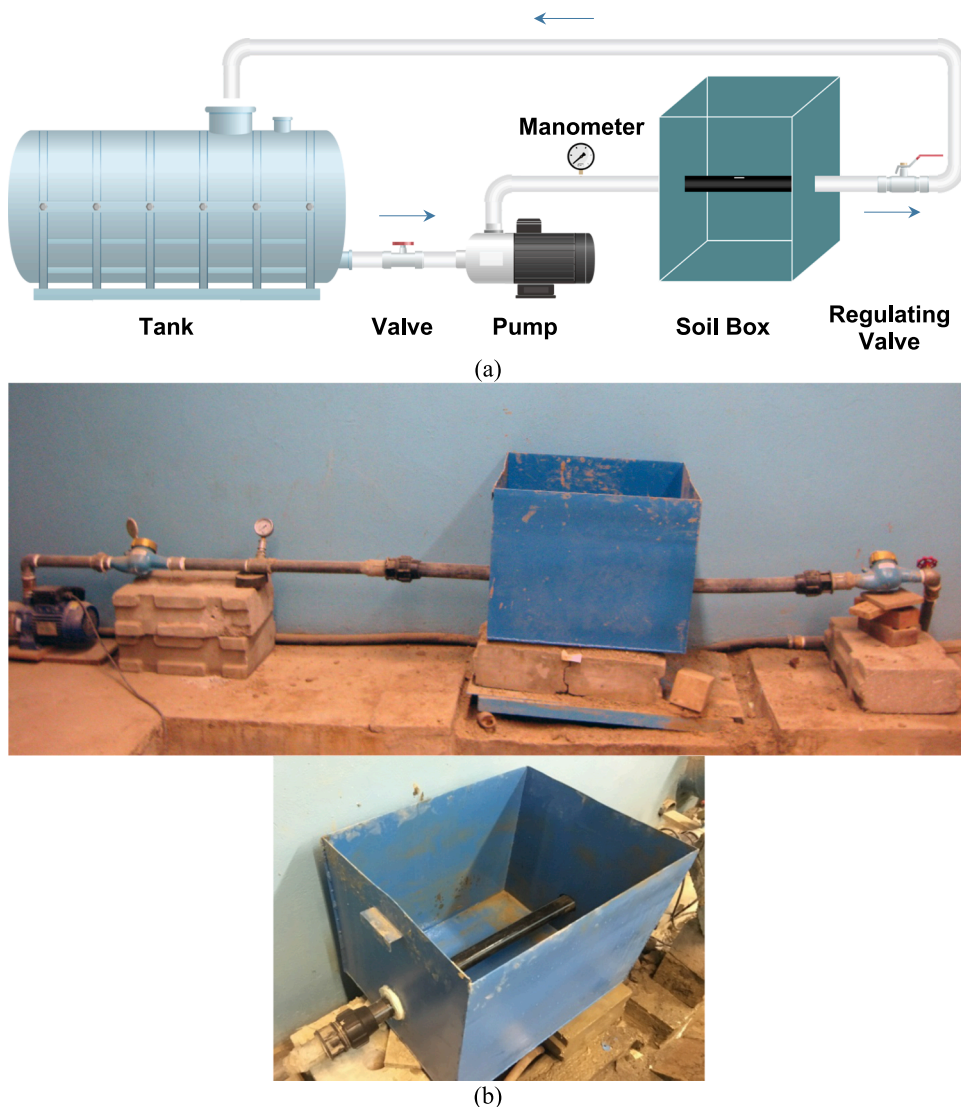 Manometer
Tank
Valve
Pump
Soil Box
Regulating
Valve
(a)
(b)